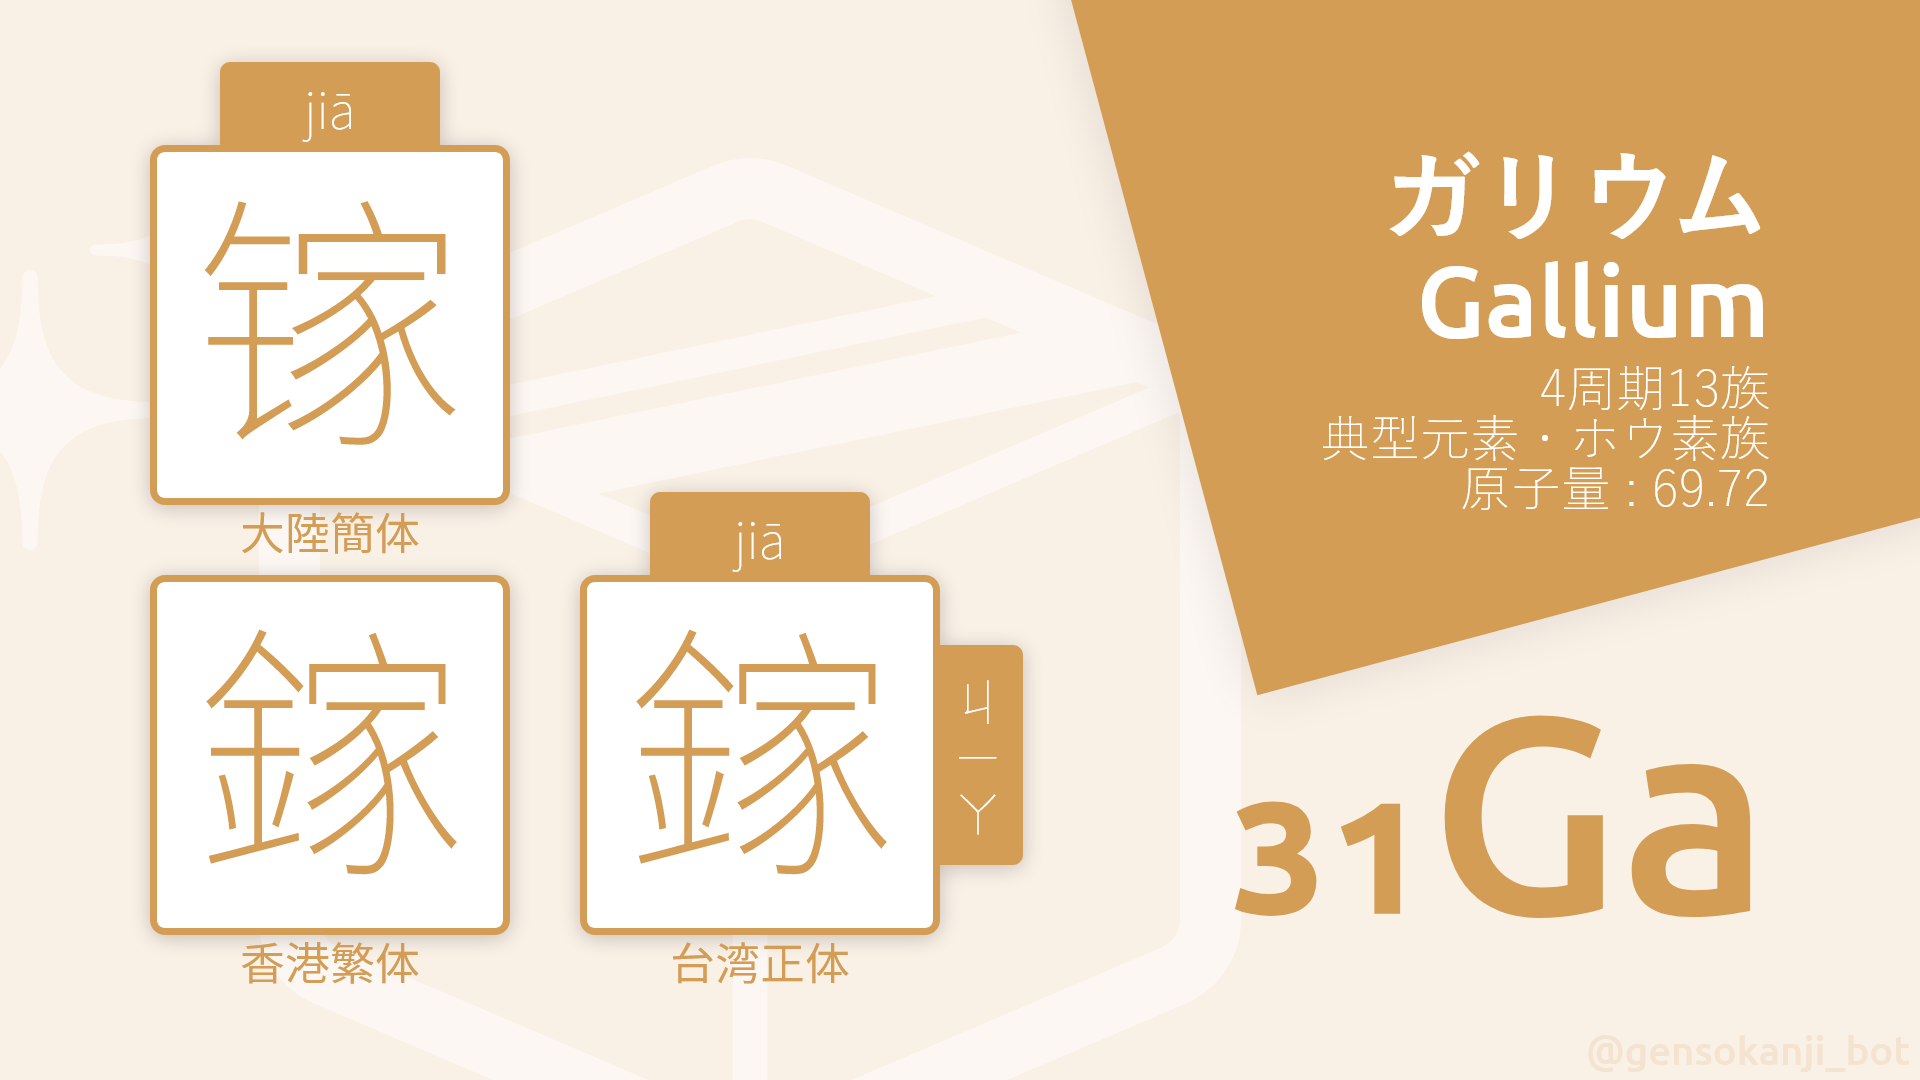 jiā
镓
大陸簡体
鎵
香港繁体
jiā
鎵
ㄐㄧㄚ
台湾正体
ガリウム
Gallium
4周期13族
典型元素・ホウ素族
原子量：69.72
31Ga
@gensokanji_bot